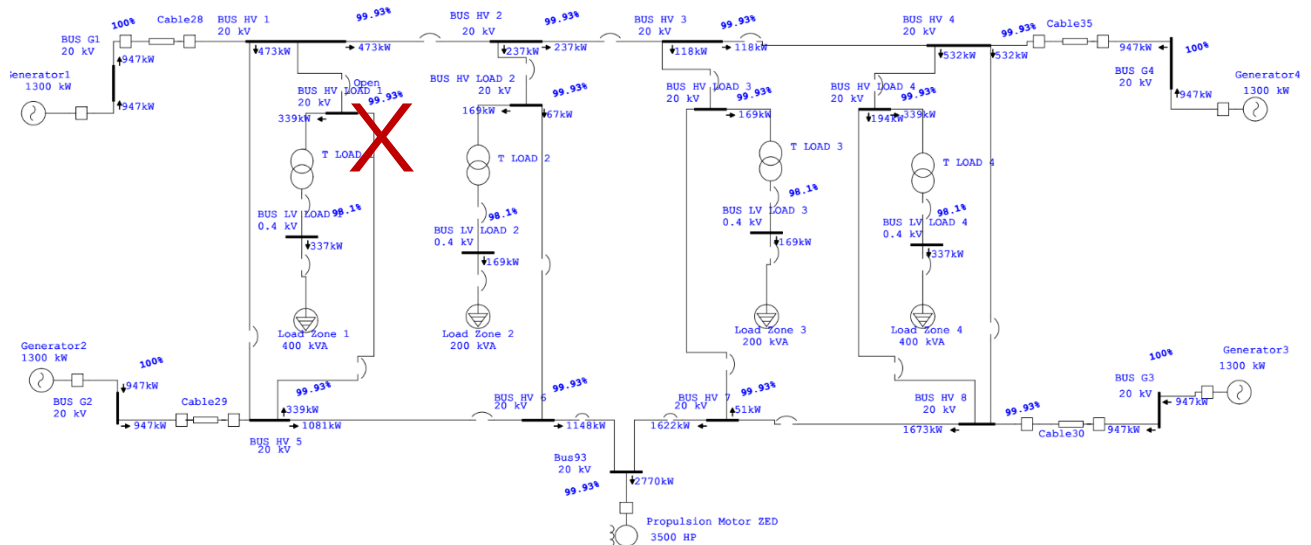 Cable28
BUS HV 1
20 kV
99.93%
BUS HV 2
20 kV
99.93%
BUS HV 3
20 kV
99.93%
BUS HV 4
20 kV
99.93%
Cable35
BUS G1
20 kV
100%
947kW
473kW
473kW
237kW
237kW
118kW
118kW
532kW
532kW
947kW
100%
BUS G4
20 kV
Generator1
1300 kW
947kW
Generator4
1300 kW
947kW
Open
BUS HV LOAD 1
20 kV
99.93%
339kW
X
BUS HV LOAD 2
20 kV
99.93%
169kW
67kW
BUS HV LOAD 3
20 kV
99.93%
169kW
BUS HV LOAD 4
20 kV
99.93%
194kW
339kW
T LOAD
T LOAD 2
T LOAD 3
T LOAD 4
98.1%
BUS LV LOAD 1
0.4 kV
337kW
98.1%
BUS LV LOAD 2
0.4 kV
169kW
98.1%
BUS LV LOAD 3
0.4 kV
169kW
98.1%
BUS LV LOAD 4
0.4 kV
337kW
Load Zone 1
400 kVA
Load Zone 2
200 kVA
Load Zone 3
200 kVA
Load Zone 4
400 kVA
Generator2
1300 kW
100%
947kW
BUS G2
20 kV
947kW
Cable29
99.93%
339kW
1081kW
BUS HV 5
20 kV
BUS HV 6
20 kV
99.93%
1148kW
BUS HV 7
20 kV
99.93%
51kW
1622kW
BUS HV 8
20 kV
99.93%
1673kW
Cable30
947kW
100%
BUS G3
20 kV
947kW
Generator3
1300 kW
Bus93
20 kV
99.93%
2770kW
Propulsion Motor ZED
3500 HP